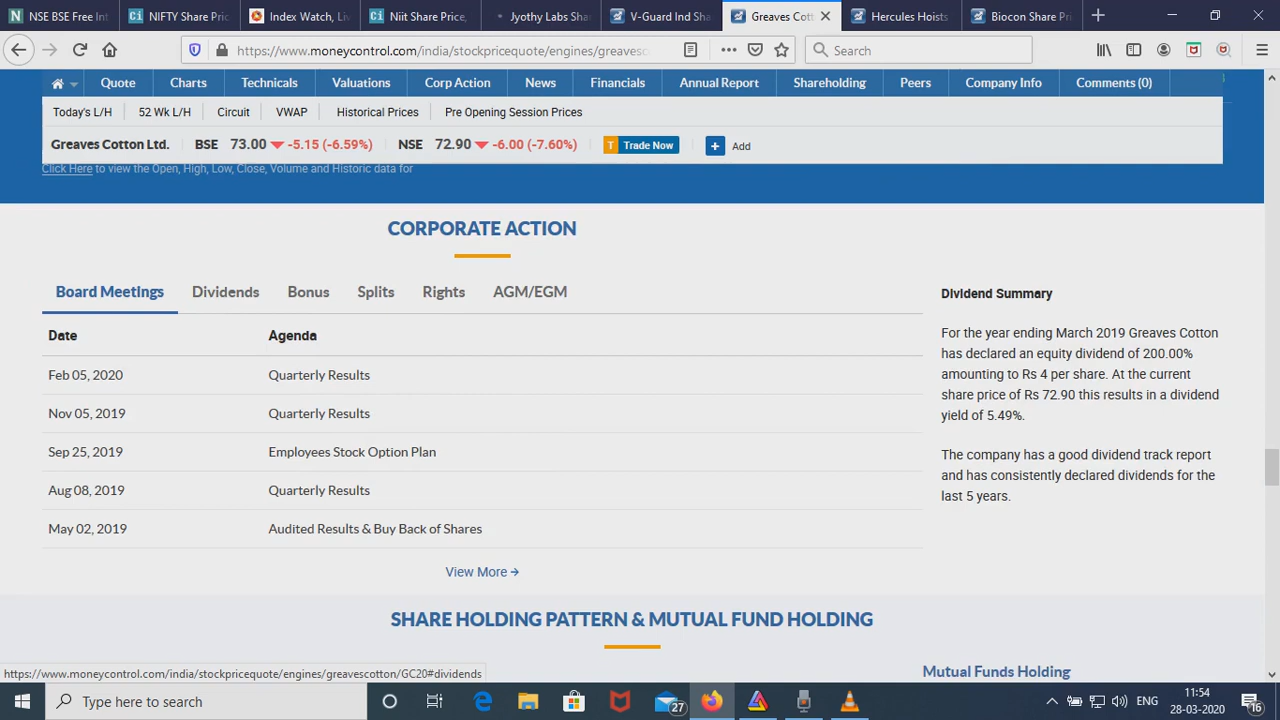 NSE BSE Free Int
NIFTY Share Pric
Index Watch, Liv
Niit Share Price,
Jyothy Labs Sha
V-Guard Ind Sha
Greaves Cott
Hercules Hoists
Biocon Share Pri
https://www.moneycontrol.com/india/stockpricequote/engines/greavesc
Search
Quote Charts Technicals Valuations Corp Action News Financials Annual Report Shareholding Peers Company Info Comments (0)
Today's L/H 52 Wk L/H Circuit VWAP Historical Prices Pre Opening Session Prices
Greaves Cotton Ltd. BSE 73.00 -5.15 (-6.59%) NSE 72.90 -6.00 (-7.60%) T Trade Now + Add
Click Here to view the Open, High, Low, Close, Volume and Historic data for
CORPORATE ACTION
Board Meetings Dividends Bonus Splits Rights AGM/EGM
Date Agenda
Feb 05, 2020 Quarterly Results
Nov 05, 2019 Quarterly Results
Sep 25, 2019 Employees Stock Option Plan
Aug 08, 2019 Quarterly Results
May 02, 2019 Audited Results & Buy Back of Shares
View More
Dividend Summary
For the year ending March 2019 Greaves Cotton
has declared an equity dividend of 200.00%
amounting to Rs 4 per share. At the current
share price of Rs 72.90 this results in a dividend
yield of 5.49%.
The company has a good dividend track report
and has consistently declared dividends for the
last 5 years.
SHARE HOLDING PATTERN & MUTUAL FUND HOLDING
Mutual Funds Holding
https://www.moneycontrol.com/india/stockpricequote/engines/greavescotton/GC20#dividends
Type here to search
27
ENG
11:54
28-03-2020
16